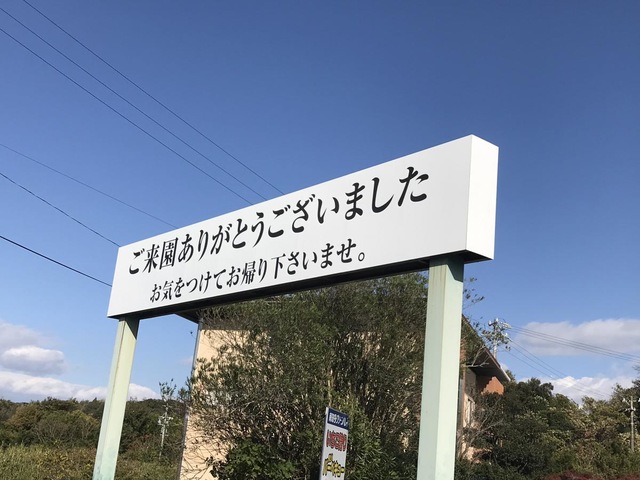 ご来園ありがとうございました
お気をつけてお帰り下さいませ。